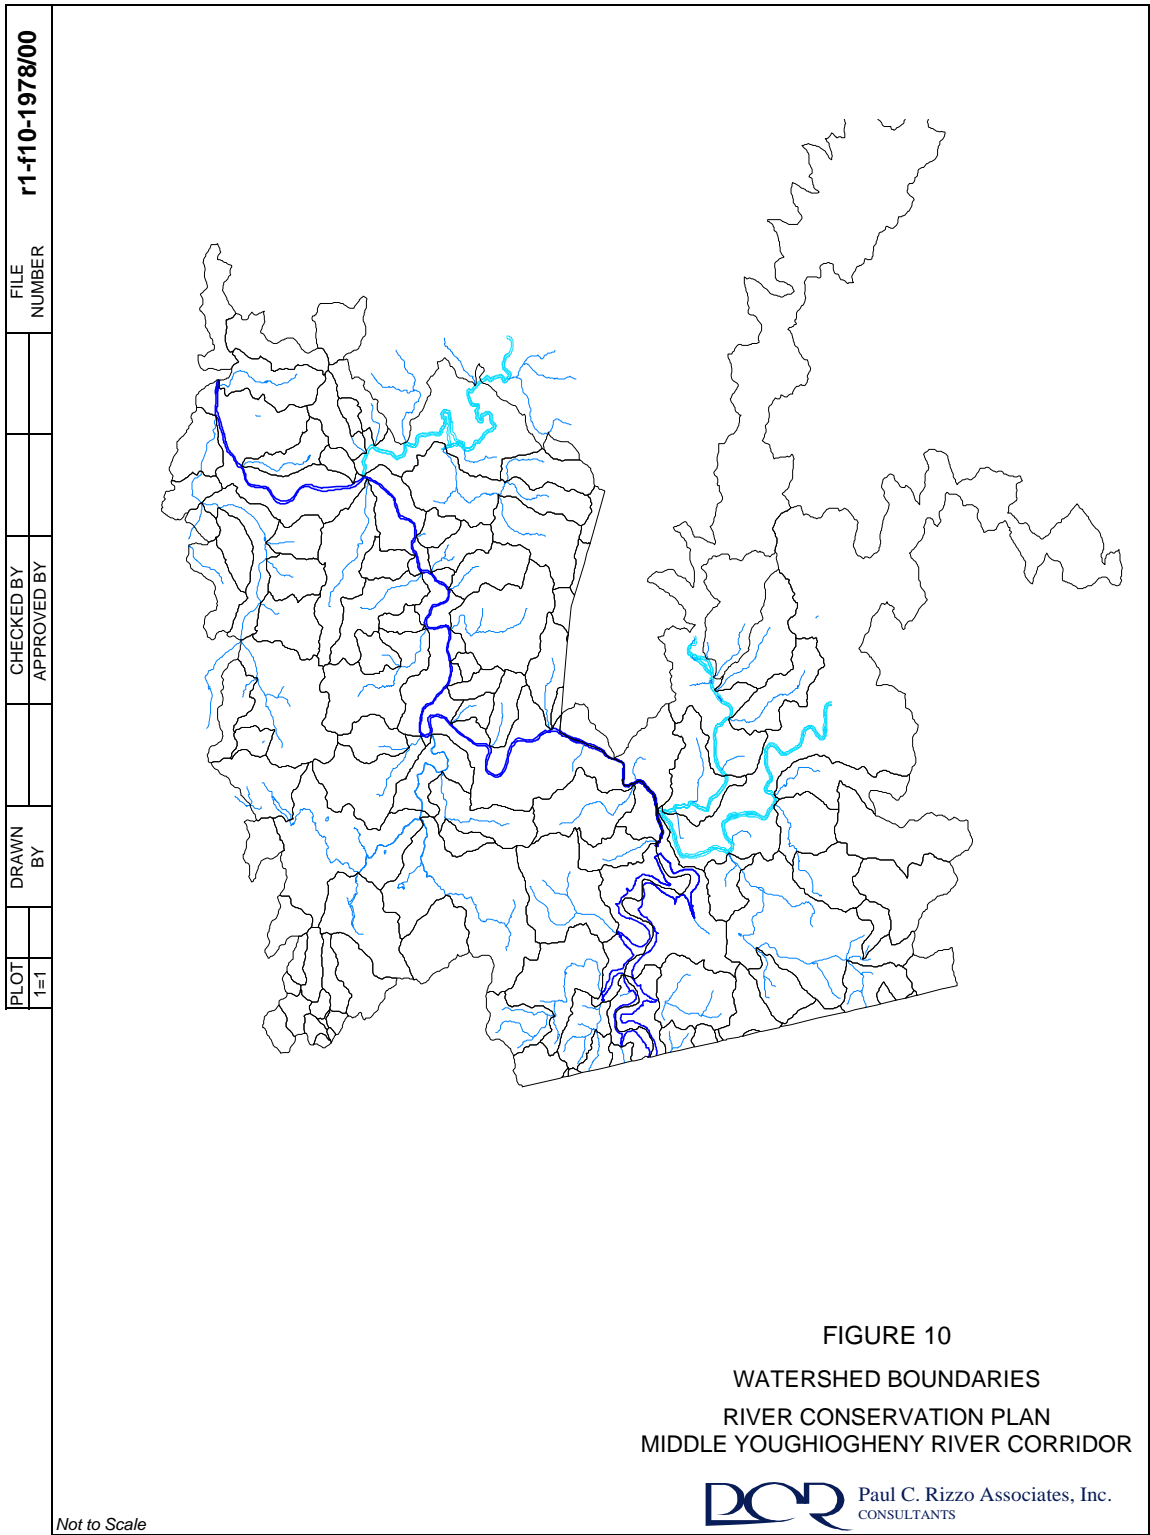 r1-f10-1978/00
FILE
NUMBER
CHECKED BY
APPROVED BY
DRAWN
BY
PLOT
1=1
FIGURE 10
WATERSHED BOUNDARIES
RIVER CONSERVATION PLAN
MIDDLE YOUGHIOGHENY RIVER CORRIDOR
PCR
Paul C. Rizzo Associates, Inc.
CONSULTANTS
Not to Scale